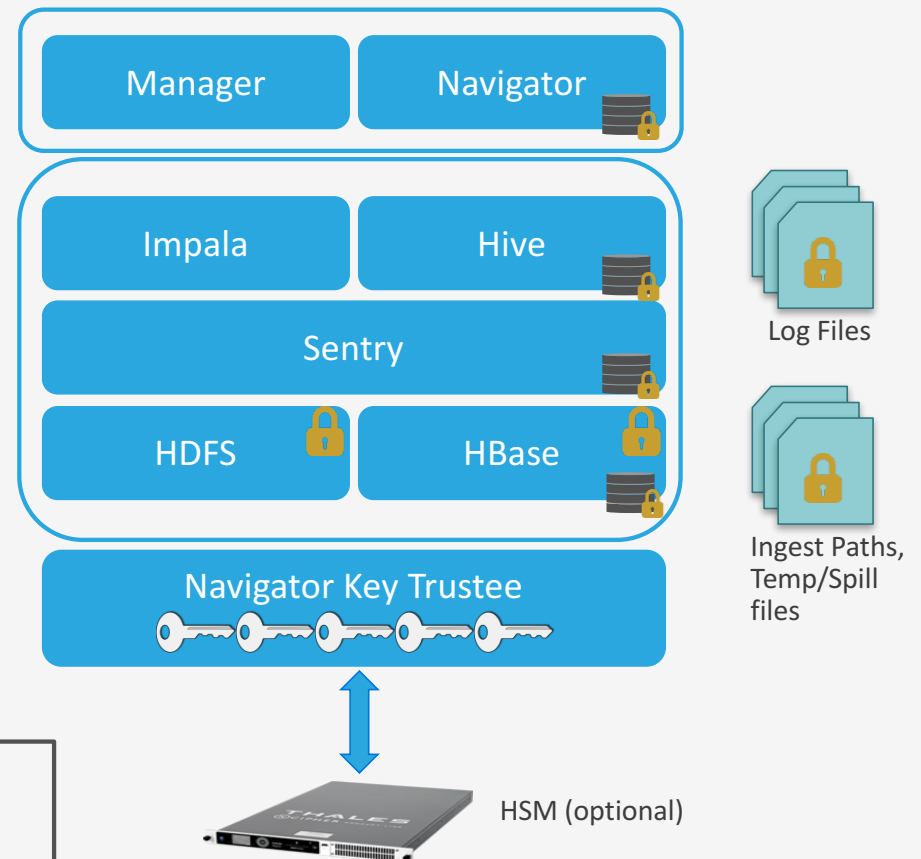 Manager
Navigator
Impala
Hive
Log Files
Sentry
HDFS
HBase
Ingest Paths,
Temp/Spill
files
Navigator Key Trustee
HSM (optional)
THALES